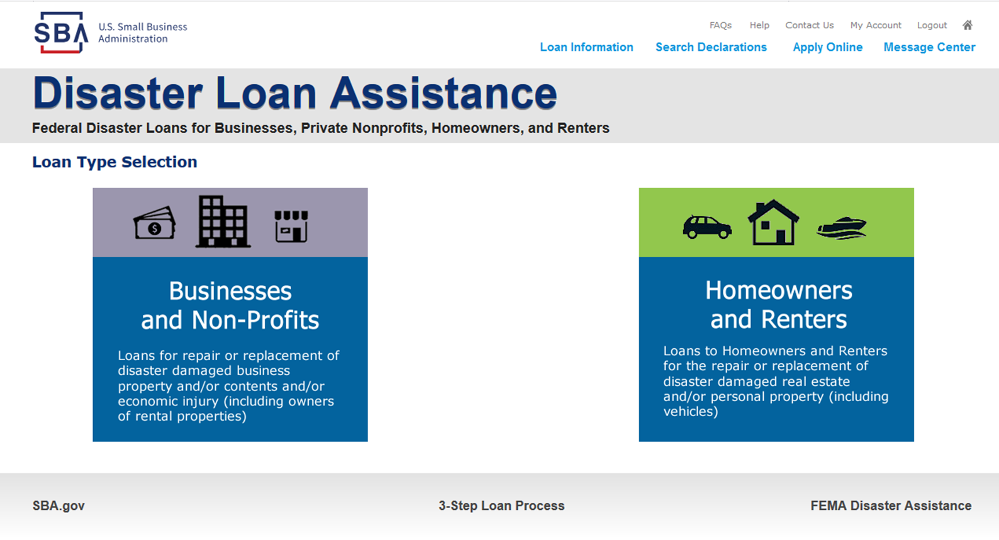 SBA
U.S. Small Business
Administration
FAQs Help Contact Us My Account Logout
Loan Information Search Declarations Apply Online Message Center
Disaster Loan Assistance
Federal Disaster Loans for Businesses, Private Nonprofits, Homeowners, and Renters
Loan Type Selection
$
Businesses
and Non-Profits
Loans for repair or replacement of
disaster damaged business
property and/or contents and/or
economic injury (including owners
of rental properties)
Homeowners
and Renters
Loans to Homeowners and Renters
for the repair or replacement of
disaster damaged real estate
and/or personal property (including
vehicles)
SBA.gov 3-Step Loan Process FEMA Disaster Assistance